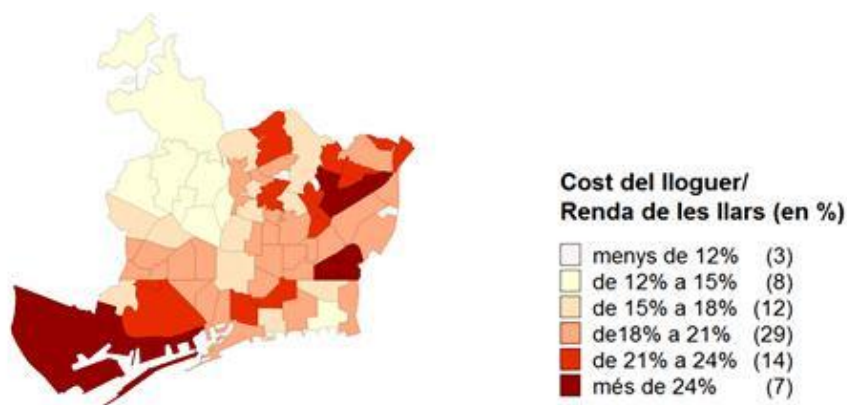 Cost del lloguer/
Renda de les llars (en %)
menys de 12% (3)
de 12% a 15% (8)
de 15% a 18% (12)
de18% a 21% (29)
de 21% a 24% (14)
més de 24% (7)